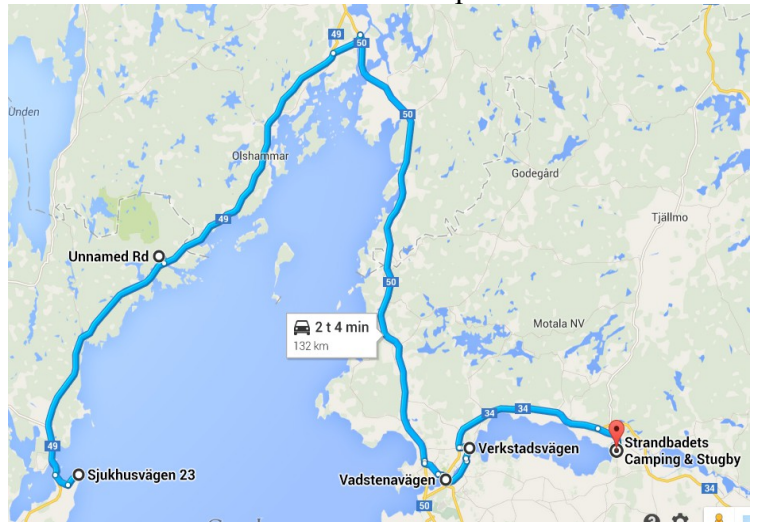 49
50
Unden
50
Olshammar
Godegård
Tjällmo
49
Unnamed Rd
50
2 t 4 min
132 km
Motala NV
34
34
Strandbadets
Camping & Stugby
49
Verkstadsvägen
Sjukhusvägen 23
Vadstenavägen
34
50